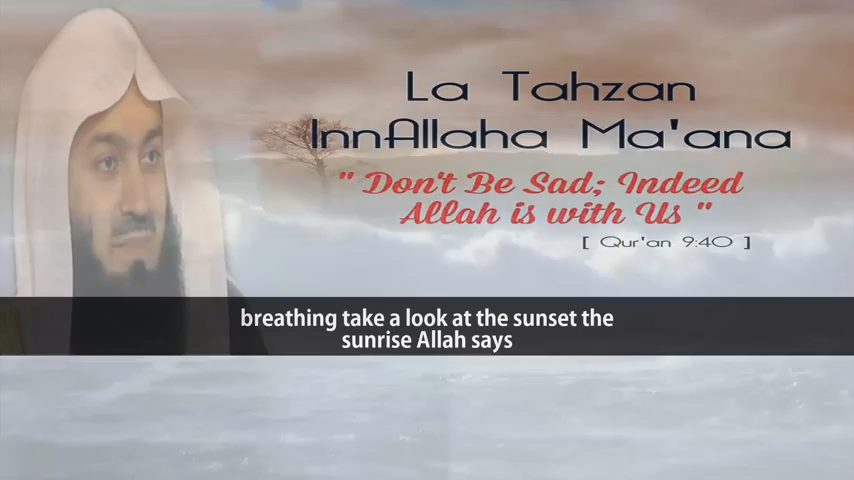 La Tahzan
InnAllaha Ma'ana
" Don't Be Sad; Indeed
Allah is with Us "
[ Qur'an 9:40 ]
breathing take a look at the sunset the
sunrise Allah says